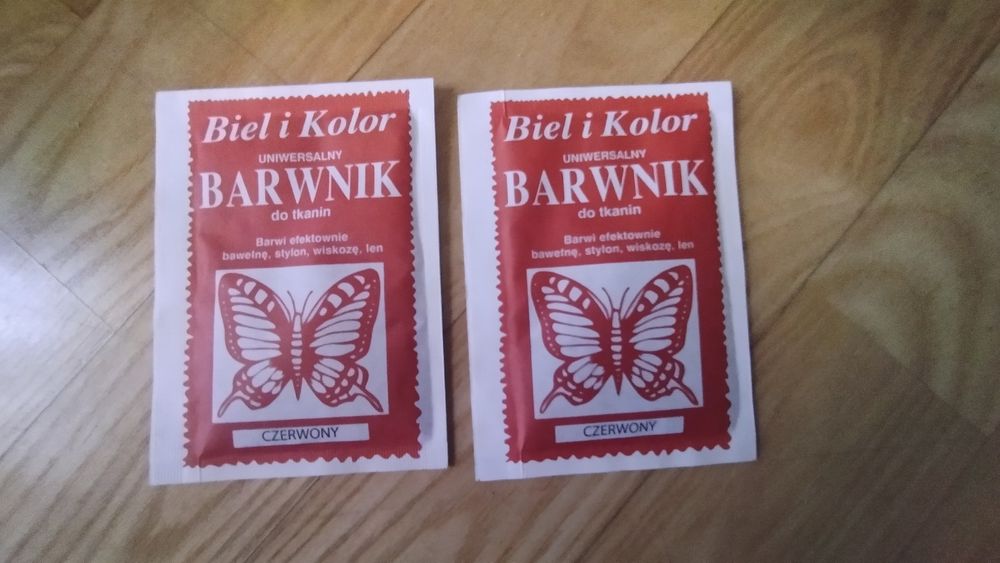 Biel i Kolor
UNIWERSALNY
BARWNIK
do tkanin
Barwi efektownie
bawełnę, stylon, wiskozę, len
CZERWONY
Biel i Kolor
UNIWERSALNY
BARWNIK
do tkanin
Barwi efektownie
bawełnę, stylon, wiskozę, len
CZERWONY